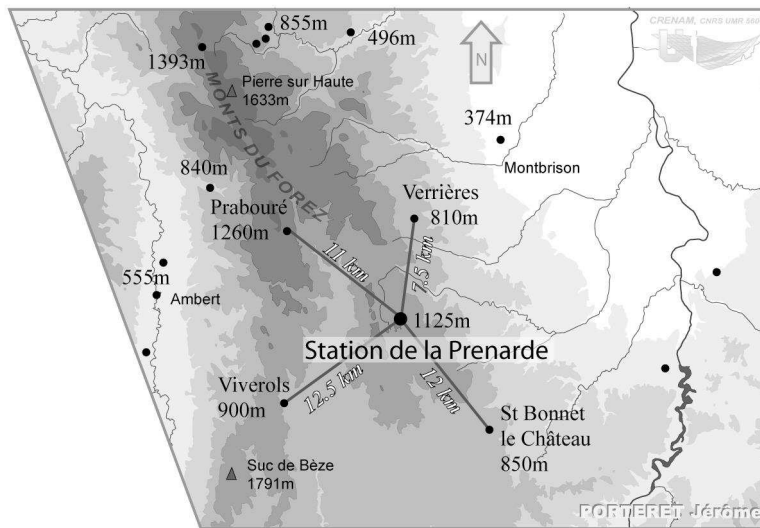 855m
CRENAM, CNRS UMR 5600
496m
1393m
N
Pierre sur Haute
1633m
MONTS DU FOREZ
374m
Montbrison
840m
Verrières
810m
Prabouré
1260m
11 km
7.5 km
555m
Ambert
1125m
Station de la Prenarde
Viverols
900m
12.5 km
12 km
St Bonnet
le Château
850m
Suc de Bèze
1791m
PORTERET Jérôme